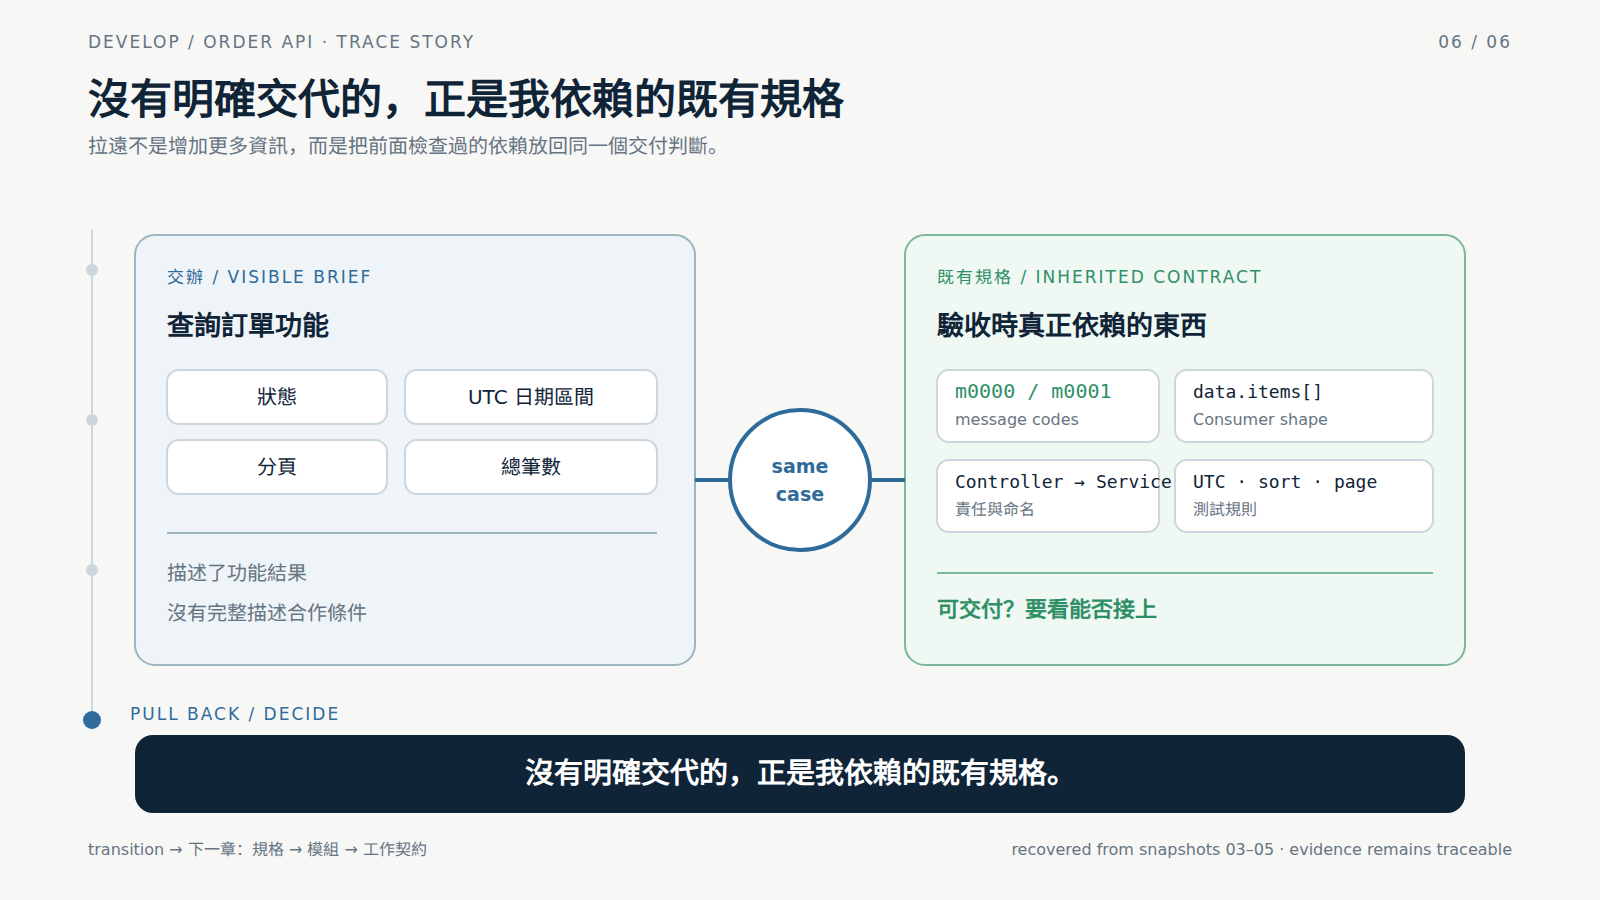 DEVELOP / ORDER API · TRACE STORY
06 / 06
沒有明確交代的，正是我依賴的既有規格
拉遠不是增加更多資訊，而是把前面檢查過的依賴放回同一個交付判斷。
交辦 / VISIBLE BRIEF
查詢訂單功能
狀態
UTC 日期區間
分頁
總筆數
描述了功能結果
沒有完整描述合作條件
same
case
既有規格 / INHERITED CONTRACT
驗收時真正依賴的東西
m0000 / m0001
message codes
data.items[]
Consumer shape
Controller → Service
責任與命名
UTC · sort · page
測試規則
可交付？要看能否接上
PULL BACK / DECIDE
沒有明確交代的，正是我依賴的既有規格。
transition → 下一章：規格 → 模組 → 工作契約
recovered from snapshots 03–05 · evidence remains traceable